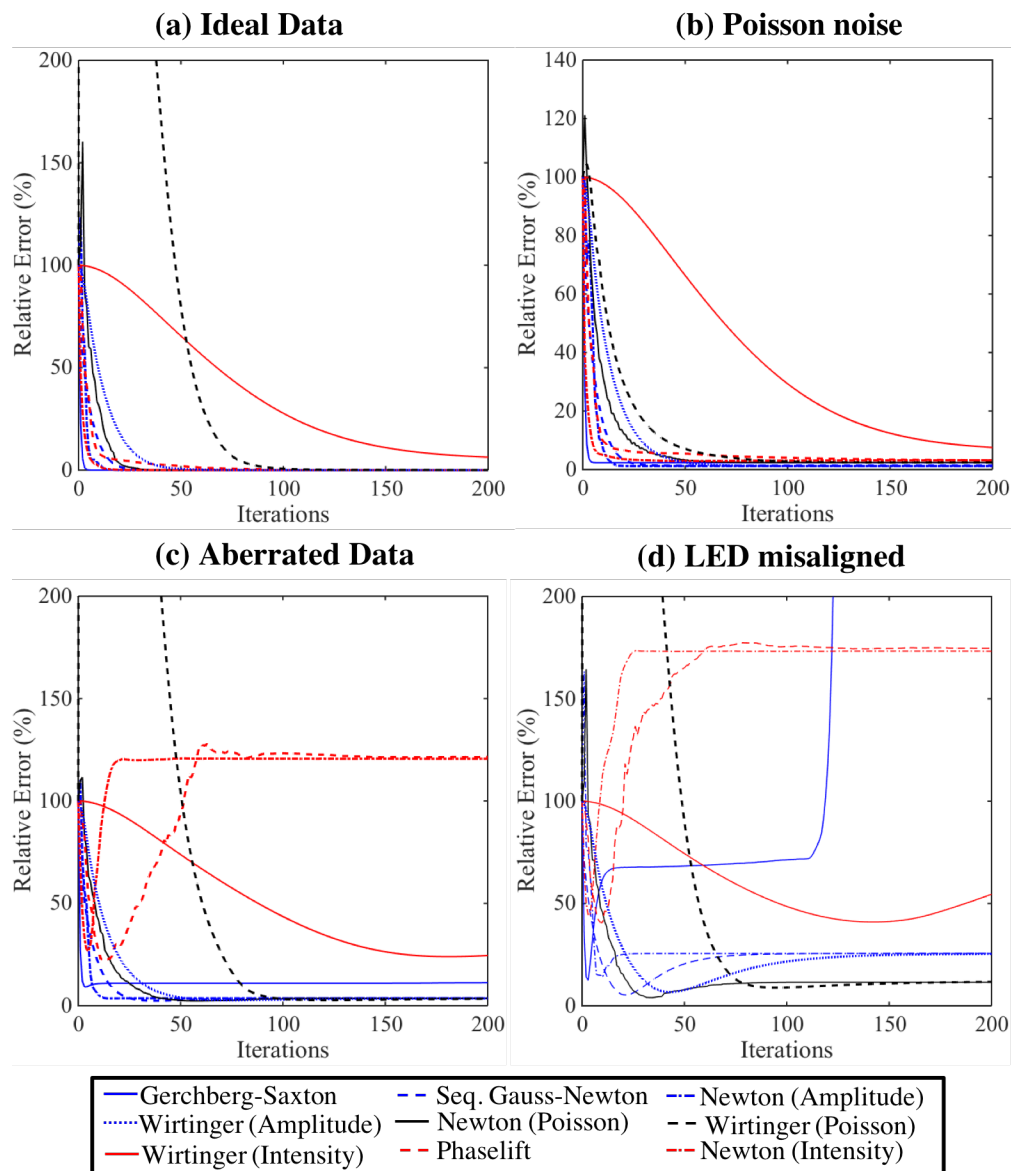 (a) Ideal Data
(b) Poisson noise
200
150
100
50
0
Relative Error (%)
0 50 100 150 200
Iterations
140
120
100
80
60
40
20
0
Relative Error (%)
0 50 100 150 200
Iterations
(c) Aberrated Data
(d) LED misaligned
200
150
100
50
0
Relative Error (%)
0 50 100 150 200
Iterations
200
150
100
50
0
Relative Error (%)
0 50 100 150 200
Iterations
Gerchberg-Saxton Seq. Gauss-Newton Newton (Amplitude)
Wirtinger (Amplitude) Newton (Poisson) Wirtinger (Poisson)
Wirtinger (Intensity) Phaselift Newton (Intensity)